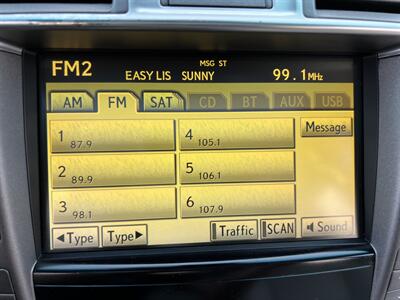 MSG ST
FM2 EASY LIS SUNNY 99.1MHz
AM FM SAT CD BT AUX USB
1 87.9 4 105.1 Message
2 89.9 5 106.1
3 98.1 6 107.9
◄Type Type► Traffic SCAN Sound